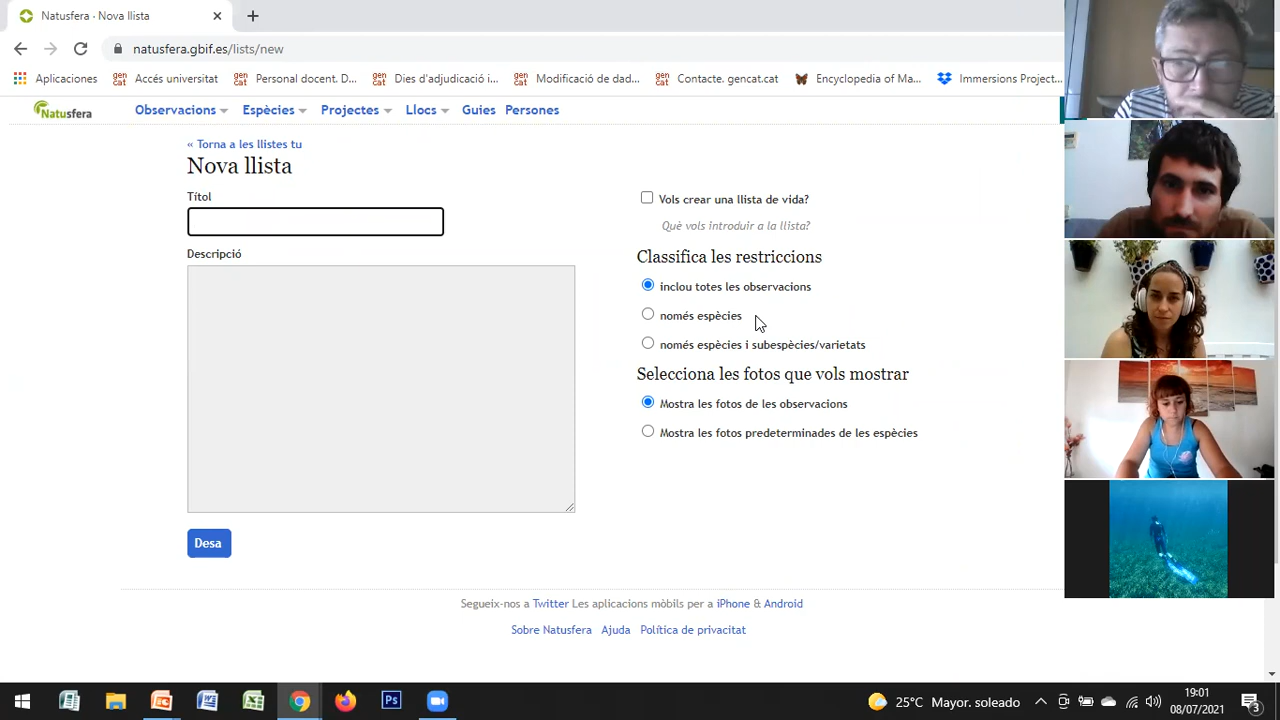 Natusfera · Nova llista
natusfera.gbif.es/lists/new
Aplicaciones
Accés universitat
Personal docent. D...
Dies d'adjudicació i...
Modificació de dad...
Contacte. gencat.cat
Encyclopedia of Ma...
Immersions Project...
Natusfera
Observacions
Espècies
Projectes
Llocs
Guies
Persones
« Torna a les llistes tu
Nova llista
Títol
Descripció
Desa
Vols crear una llista de vida?
Què vols introduir a la llista?
Classifica les restriccions
inclou totes les observacions
només espècies
només espècies i subespècies/varietats
Selecciona les fotos que vols mostrar
Mostra les fotos de les observacions
Mostra les fotos predeterminades de les espècies
Segueix-nos a Twitter Les aplicacions mòbils per a iPhone & Android
Sobre Natusfera Ajuda Política de privacitat
25°C Mayor. soleado
19:01
08/07/2021
3